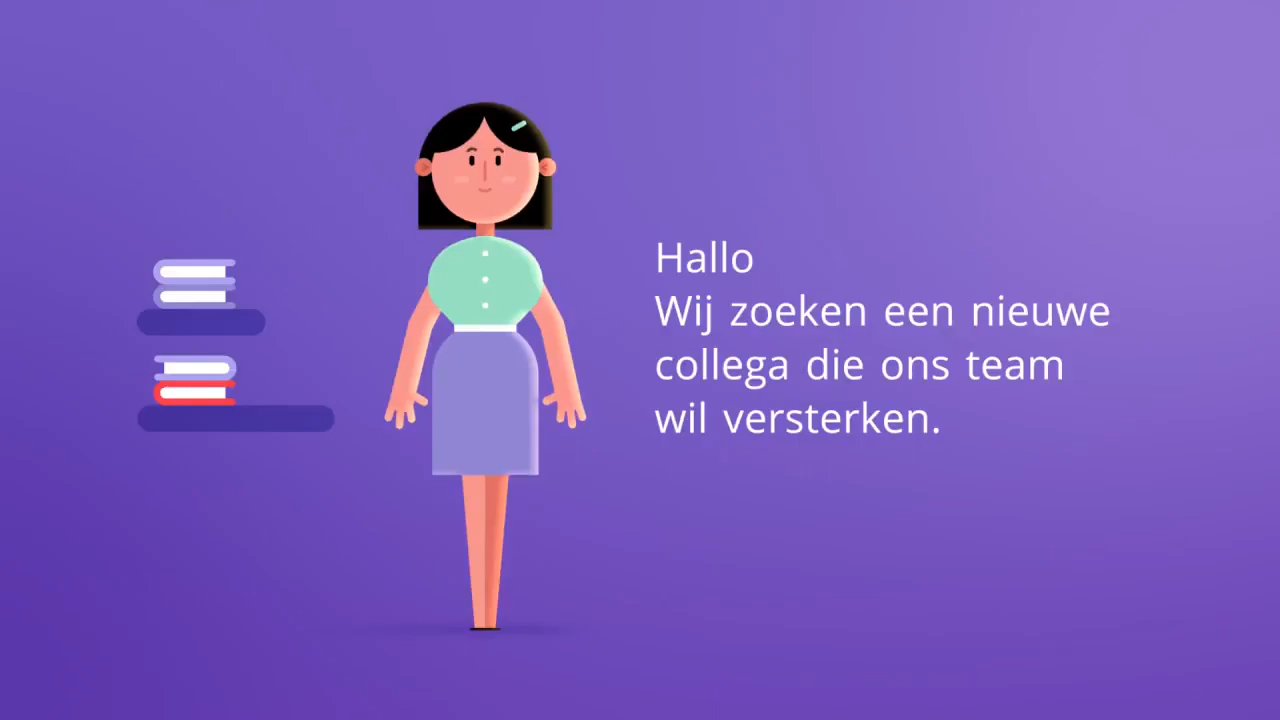 Hallo
Wij zoeken een nieuwe
collega die ons team
wil versterken.